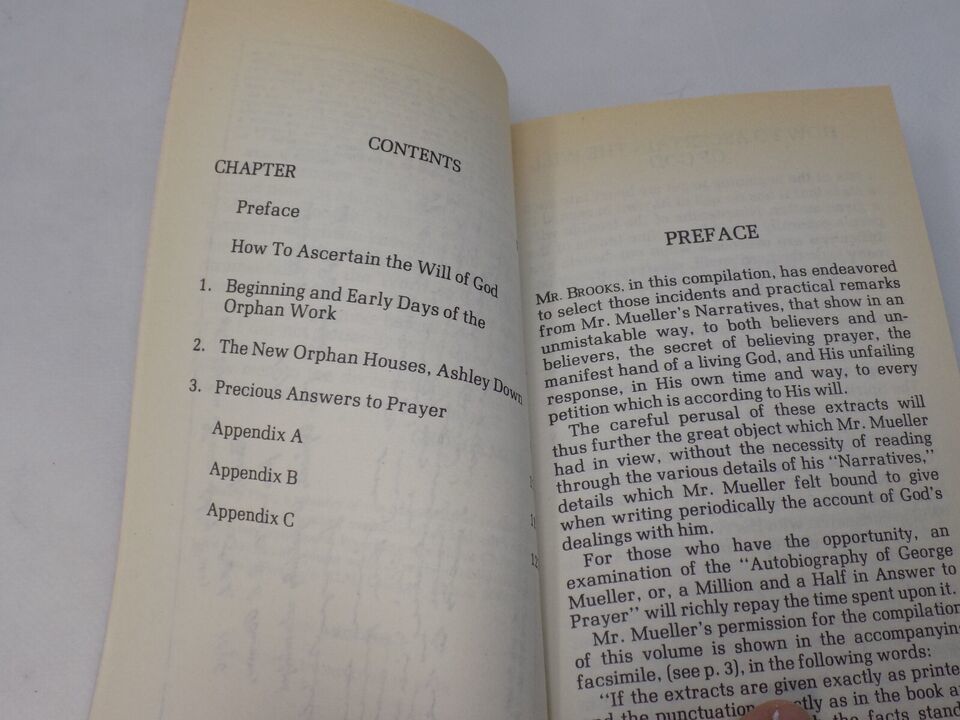 CONTENTS
CHAPTER
Preface
How To Ascertain the Will of God
1. Beginning and Early Days of the
Orphan Work
2. The New Orphan Houses, Ashley Down
3. Precious Answers to Prayer
Appendix A
Appendix B
Appendix C
PREFACE
MR. BROOKS, in this compilation, has endeavored
to select those incidents and practical remarks
from Mr. Mueller's Narratives, that show in an
unmistakable way, to both believers and un-
believers, the secret of believing prayer, the
manifest hand of a living God, and His unfailing
response, in His own time and way, to every
petition which is according to His will.
The careful perusal of these extracts will
thus further the great object which Mr. Mueller
had in view, without the necessity of reading
through the various details of his "Narratives,"
details which Mr. Mueller felt bound to give
when writing periodically the account of God's
dealings with him.
For those who have the opportunity, an
examination of the "Autobiography of George
Mueller, or, a Million and a Half in Answer to
Prayer" will richly repay the time spent upon it.
Mr. Mueller's permission for the compilation
of this volume is shown in the accompanying
facsimile, (see p. 3), in the following words:
"If the extracts are given exactly as printe
the punctuation exactly as in the book a
the facts stand